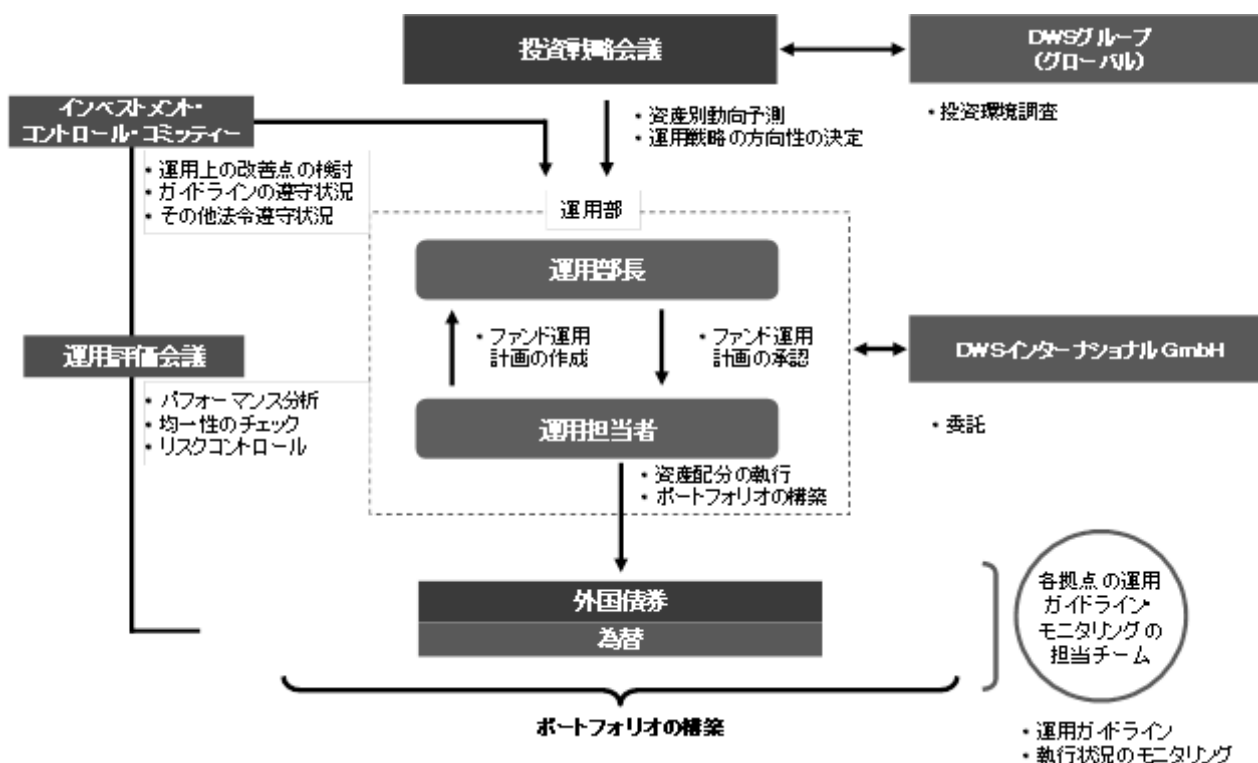 投資戦略会議
DWSグループ
(グローバル)
・投資環境調査
インベストメント・
コントロール・コミッティー
・運用上の改善点の検討
・ガイドラインの遵守状況
・その他法令遵守状況
・資産別動向予測
・運用戦略の方向性の決定
運用部
運用部長
・ファンド運用
計画の作成
・ファンド運用
計画の承認
運用評価会議
・パフォーマンス分析
・均一性のチェック
・リスクコントロール
DWSインターナショナルGmbH
・委託
運用担当者
・資産配分の執行
・ポートフォリオの構築
外国債券
為替
各拠点の運用
ガイドライン・
モニタリングの
担当チーム
ポートフォリオの構築
・運用ガイドライン
・執行状況のモニタリング